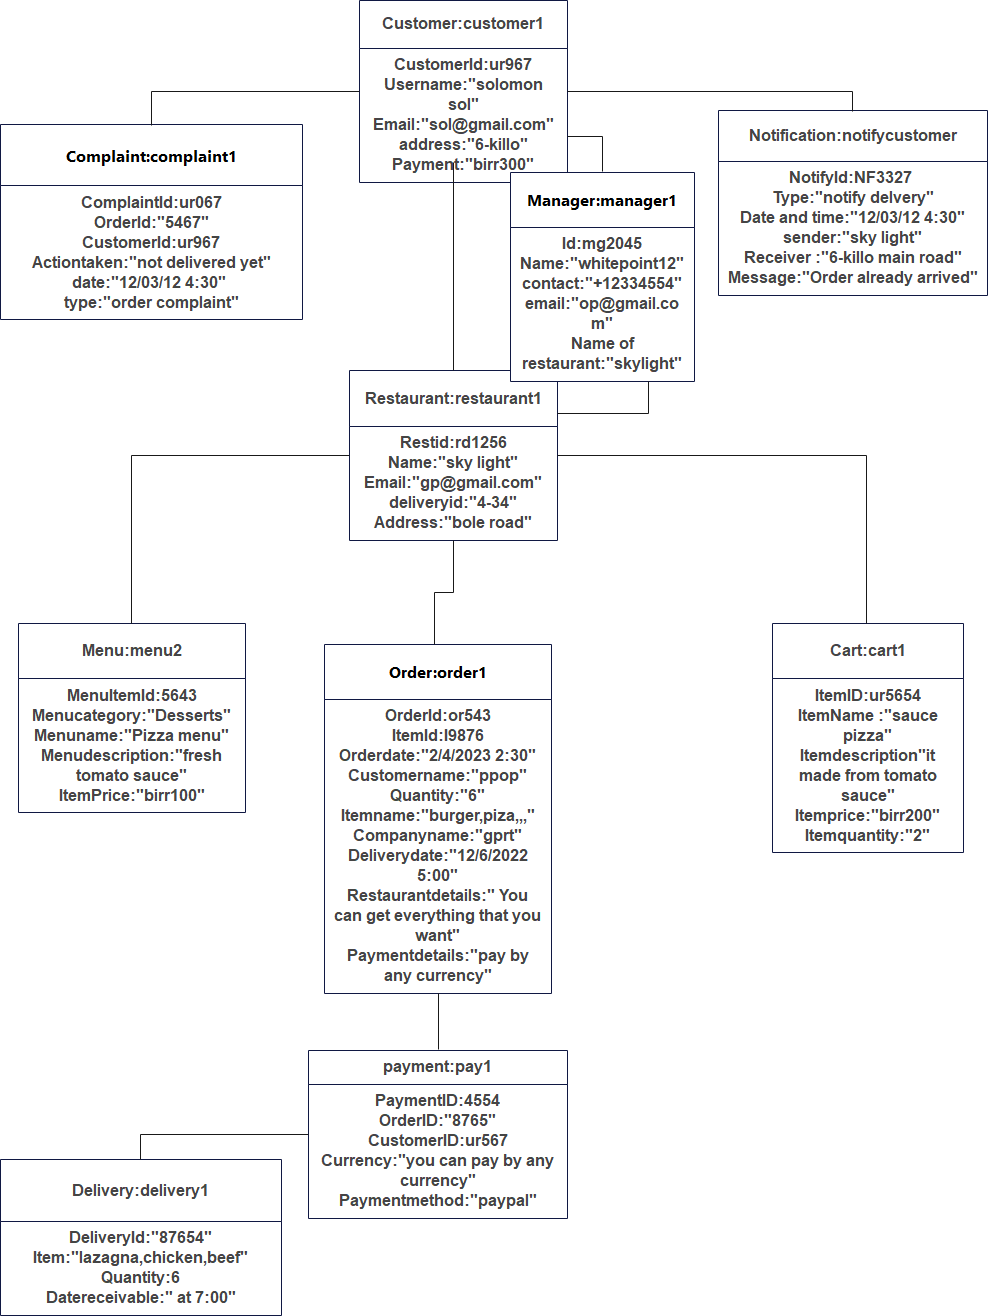 Customer:customer1
CustomerId:ur967
Username:"solomon
sol"
Email:"sol@gmail.com"
address:"6-killo"
Payment:"birr300"
Complaint:complaint1
ComplaintId:ur067
OrderId:"5467"
CustomerId:ur967
Actiontaken:"not delivered yet"
date:"12/03/12 4:30"
type:"order complaint"
Manager:manager1
Id:mg2045
Name:"whitepoint12"
contact:"+12334554"
email:"op@gmail.co
m"
Name of
restaurant:"skylight"
Notification:notifycustomer
NotifyId:NF3327
Type:"notify delvery"
Date and time:"12/03/12 4:30"
sender:"sky light"
Receiver :"6-killo main road"
Message:"Order already arrived"
Restaurant:restaurant1
Restid:rd1256
Name:"sky light"
Email:"gp@gmail.com"
deliveryid:"4-34"
Address:"bole road"
Menu:menu2
MenuItemId:5643
Menucategory:"Desserts"
Menuname:"Pizza menu"
Menudescription:"fresh
tomato sauce"
ItemPrice:"birr100"
Order:order1
OrderId:or543
ItemId:I9876
Orderdate:"2/4/2023 2:30"
Customername:"ppop"
Quantity:"6"
Itemname:"burger,piza,,,"
Companyname:"gprt"
Deliverydate:"12/6/2022
5:00"
Restaurantdetails:" You
can get everything that you
want"
Paymentdetails:"pay by
any currency"
Cart:cart1
ItemID:ur5654
ItemName :"sauce
pizza"
Itemdescription"it
made from tomato
sauce"
Itemprice:"birr200"
Itemquantity:"2"
payment:pay1
PaymentID:4554
OrderID:"8765"
CustomerID:ur567
Currency:"you can pay by any
currency"
Paymentmethod:"paypal"
Delivery:delivery1
DeliveryId:"87654"
Item:"lazagna,chicken,beef"
Quantity:6
Datereceivable:" at 7:00"